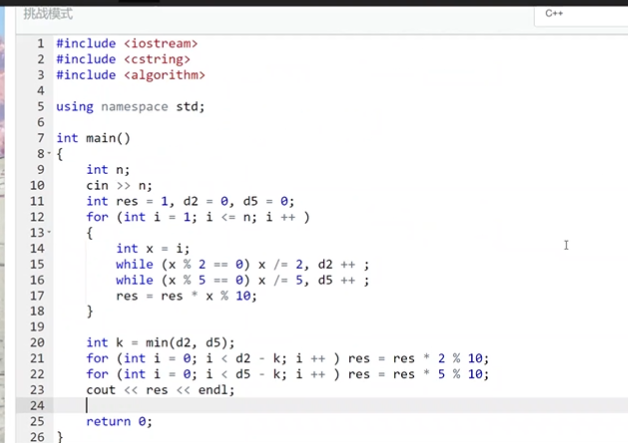 挑战模式
C++
1 #include <iostream>
2 #include <cstring>
3 #include <algorithm>
4
5 using namespace std;
6
7 int main()
8 {
9     int n;
10     cin >> n;
11     int res = 1, d2 = 0, d5 = 0;
12     for (int i = 1; i <= n; i ++ )
13     {
14         int x = i;
15         while (x % 2 == 0) x /= 2, d2 ++ ;
16         while (x % 5 == 0) x /= 5, d5 ++ ;
17         res = res * x % 10;
18     }
19
20     int k = min(d2, d5);
21     for (int i = 0; i < d2 - k; i ++ ) res = res * 2 % 10;
22     for (int i = 0; i < d5 - k; i ++ ) res = res * 5 % 10;
23     cout << res << endl;
24
25     return 0;
26 }